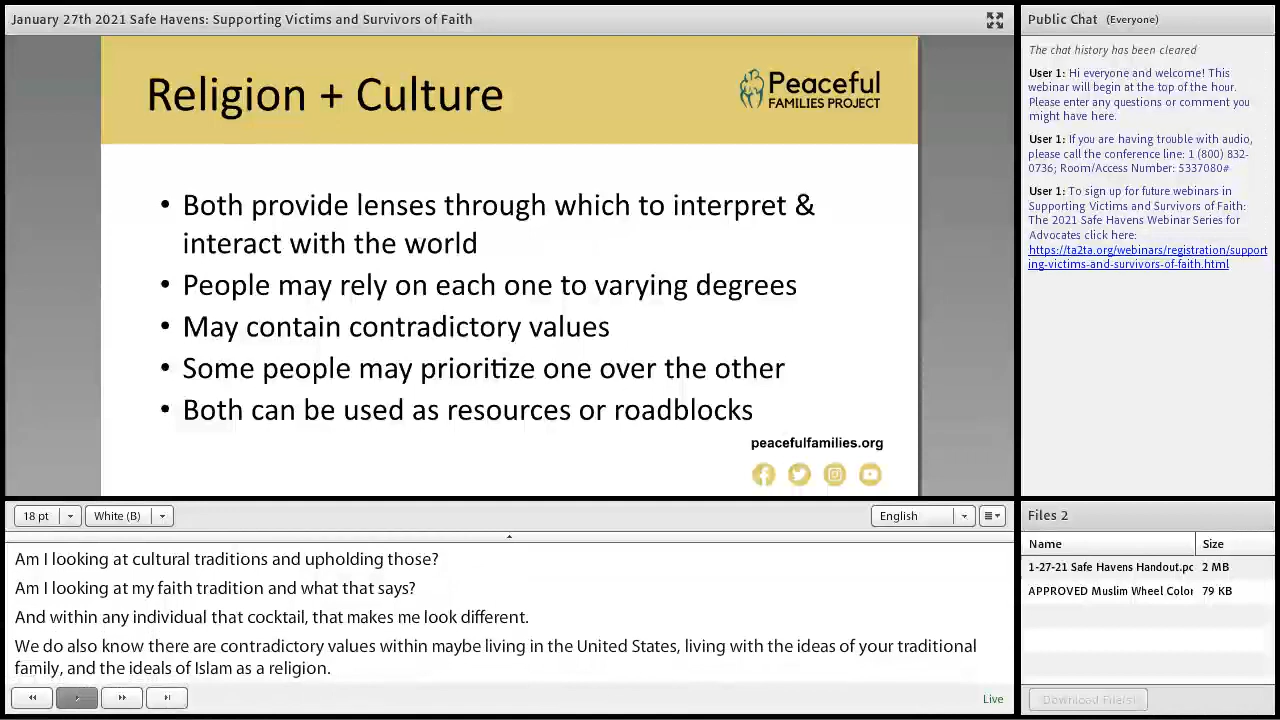 January 27th 2021 Safe Havens: Supporting Victims and Survivors of Faith
Religion + Culture
Peaceful
FAMILIES PROJECT
• Both provide lenses through which to interpret &
interact with the world
• People may rely on each one to varying degrees
• May contain contradictory values
• Some people may prioritize one over the other
• Both can be used as resources or roadblocks
peacefulfamilies.org
18 pt
White (B)
English
Am I looking at cultural traditions and upholding those?
Am I looking at my faith tradition and what that says?
And within any individual that cocktail, that makes me look different.
We do also know there are contradictory values within maybe living in the United States, living with the ideas of your traditional
family, and the ideals of Islam as a religion.
Live
Public Chat (Everyone)
The chat history has been cleared
User 1: Hi everyone and welcome! This
webinar will begin at the top of the hour.
Please enter any questions or comment you
might have here.
User 1: If you are having trouble with audio,
please call the conference line: 1 (800) 832-
0736; Room/Access Number: 5337080#
User 1: To sign up for future webinars in
Supporting Victims and Survivors of Faith:
The 2021 Safe Havens Webinar Series for
Advocates click here:
https://ta2ta.org/webinars/registration/support
ing-victims-and-survivors-of-faith.html
Files 2
Name Size
1-27-21 Safe Havens Handout.pc 2 MB
APPROVED Muslim Wheel Color 79 KB
Download File(s)